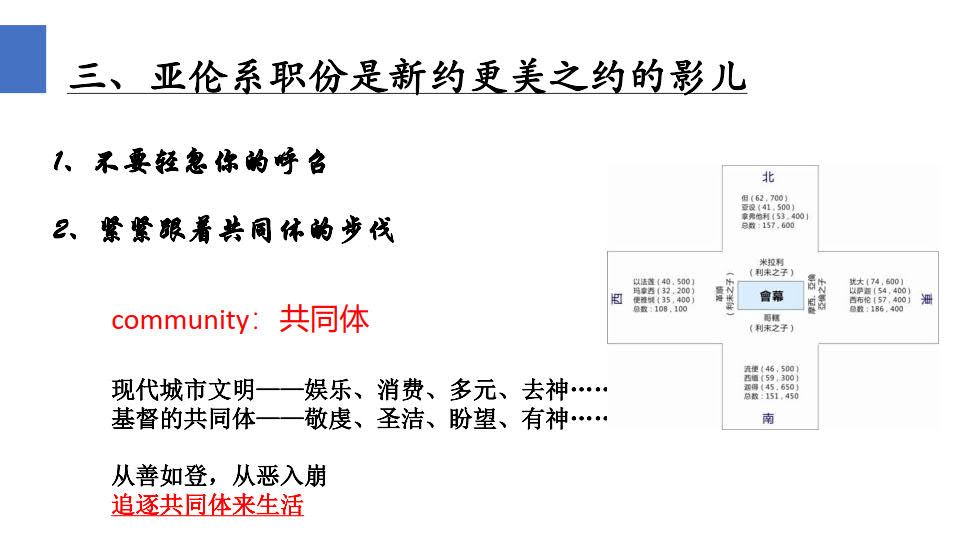 三、亚伦系职份是新约更美之约的影儿
1、不要轻忽你的呼召
2、紧紧跟着共同体的步伐
community：共同体
现代城市文明——娱乐、消费、多元、去神……
基督的共同体——敬虔、圣洁、盼望、有神……
从善如登，从恶入崩
追逐共同体来生活
北
但（62，700）
亚设（41，500）
拿弗他利（53，400）
总数：157，600
西
以法莲（40，500）
玛拿西（32，200）
便雅悯（35，400）
总数：108，100
革順
（利未之子）
米拉利
（利未之子）
會幕
哥轄
（利未之子）
摩西、亞倫
亞倫之子
犹大（74，600）
以萨迦（54，400）
西布伦（57，400）
总数：186，400
東
流便（46，500）
西缅（59，300）
迦得（45，650）
总数：151，450
南